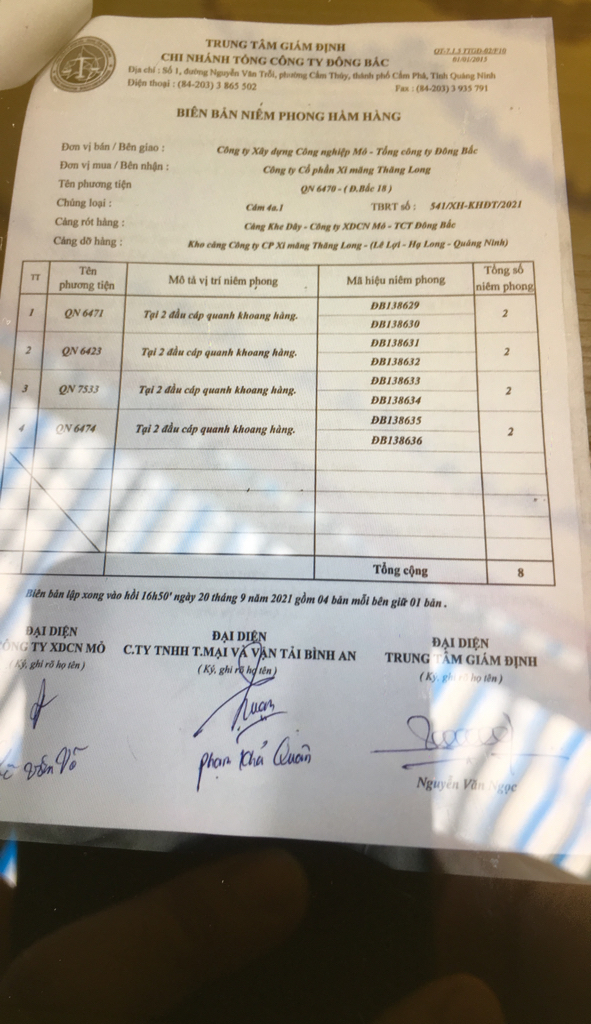 TRUNG TÂM GIÁM ĐỊNH
CHI NHÁNH TỔNG CÔNG TY ĐÔNG BẮC
QT-7.1.3 TTGĐ-02/F10
01/01/2015
Địa chỉ : Số 1, đường Nguyễn Văn Trỗi, phường Cẩm Thủy, thành phố Cẩm Phả, Tỉnh Quảng Ninh
Điện thoại : (84-203) 3 865 502 Fax : (84-203) 3 935 791
BIÊN BẢN NIÊM PHONG HẦM HÀNG
Đơn vị bán / Bên giao : Công ty Xây dựng Công nghiệp Mỏ - Tổng công ty Đông Bắc
Đơn vị mua / Bên nhận : Công ty Cổ phần Xi măng Thăng Long
Tên phương tiện QN 6470 - ( Đ.Bắc 18 )
Chủng loại : Cám 4a.1 TBRT số : 541/XH-KHĐT/2021
Cảng rót hàng : Cảng Khe Dây - Công ty XDCN Mỏ - TCT Đông Bắc
Cảng dỡ hàng : Kho cảng Công ty CP Xi măng Thăng Long - (Lê Lợi - Hạ Long - Quảng Ninh)
TT Tên phương tiện Mô tả vị trí niêm phong Mã hiệu niêm phong Tổng số niêm phong
1 QN 6471 Tại 2 đầu cáp quanh khoang hàng. ĐB138629 2
ĐB138630
2 QN 6423 Tại 2 đầu cáp quanh khoang hàng. ĐB138631 2
ĐB138632
3 QN 7533 Tại 2 đầu cáp quanh khoang hàng. ĐB138633 2
ĐB138634
4 QN 6474 Tại 2 đầu cáp quanh khoang hàng. ĐB138635 2
ĐB138636
Tổng cộng 8
Biên bản lập xong vào hồi 16h50' ngày 20 tháng 9 năm 2021 gồm 04 bản mỗi bên giữ 01 bản .
ĐẠI DIỆN
CÔNG TY XDCN MỎ
( Ký, ghi rõ họ tên )
Văn Võ
ĐẠI DIỆN
C.TY TNHH T.MẠI VÀ VẬN TẢI BÌNH AN
( Ký, ghi rõ họ tên )
Phạm Khả Quân
ĐẠI DIỆN
TRUNG TÂM GIÁM ĐỊNH
( Ký, ghi rõ họ tên )
Nguyễn Văn Ngọc